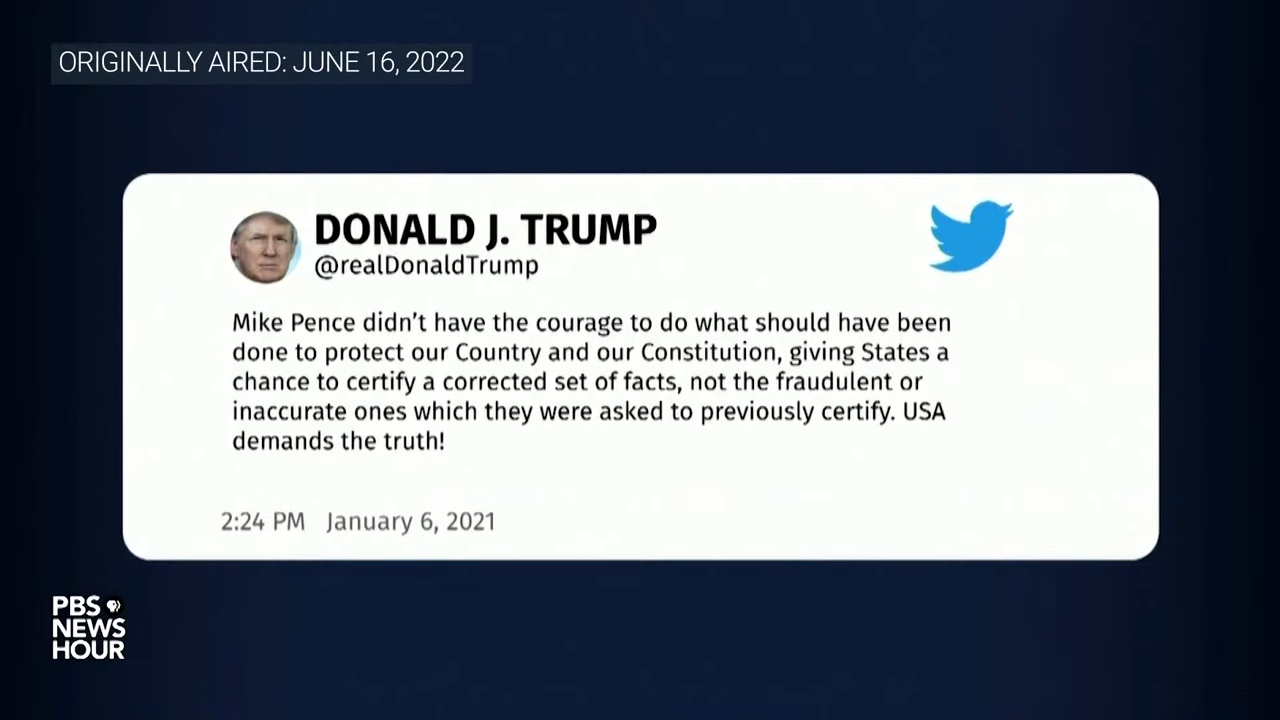 ORIGINALLY AIRED: JUNE 16, 2022
DONALD J. TRUMP
@realDonaldTrump
Mike Pence didn’t have the courage to do what should have been
done to protect our Country and our Constitution, giving States a
chance to certify a corrected set of facts, not the fraudulent or
inaccurate ones which they were asked to previously certify. USA
demands the truth!
2:24 PM January 6, 2021
PBS
NEWS
HOUR